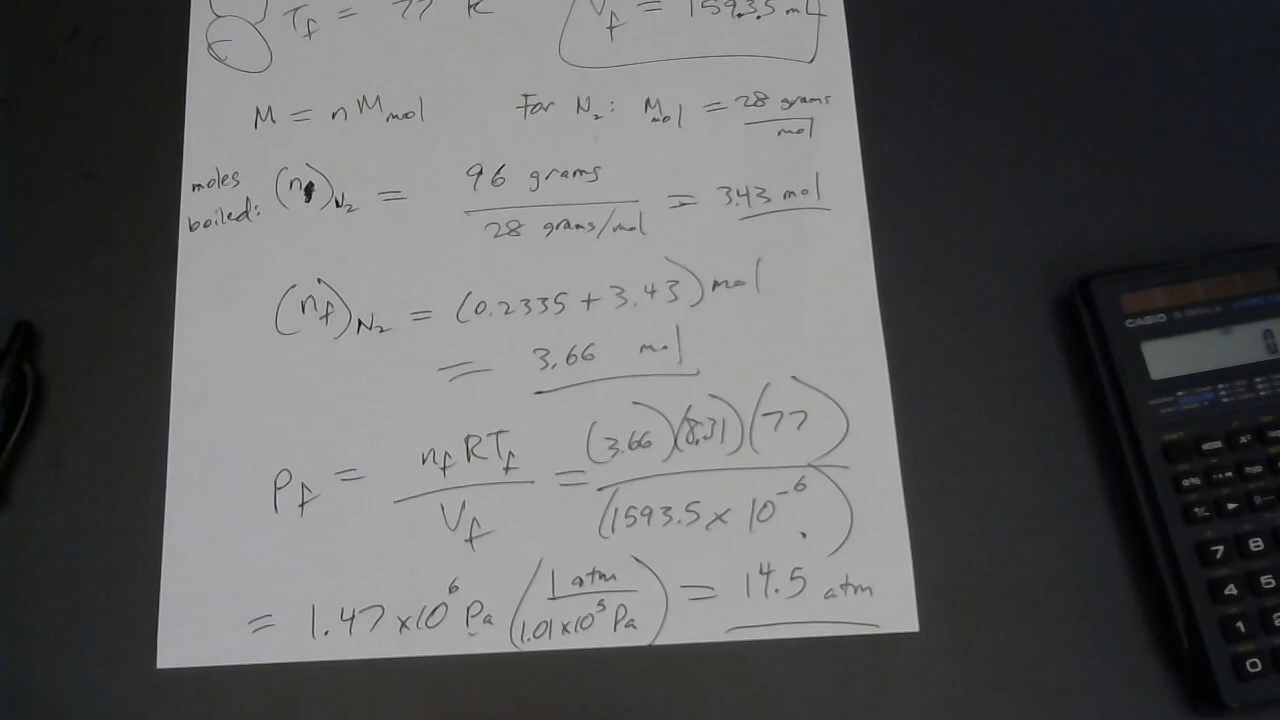 T_f = 77 K V_f = 1593.5 mL
M = n M_mol For N₂: M_mol = 28 grams / mol
moles boiled: (n)_N₂ = 96 grams / 28 grams/mol = 3.43 mol
(n_f)_N₂ = (0.2335 + 3.43) mol
= 3.66 mol
P_f = n_f R T_f / V_f = (3.66)(8.31)(77) / (1593.5 × 10⁻⁶)
= 1.47 × 10⁶ Pa (1 atm / 1.01 × 10⁵ Pa) = 14.5 atm
CASIO
0
7 8
4 5
1 2
0